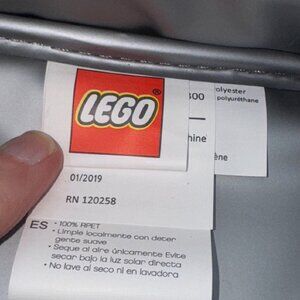 olyester
polyuréthane
300
LEGO
hine
ène
01/2019
RN 120258
ES - 100% RPET
- Limpie localmente con deter
gente suave
- Seque al aire únicamente Evite
secar bajo la luz solar directa
- No lave al seco ni en lavadora